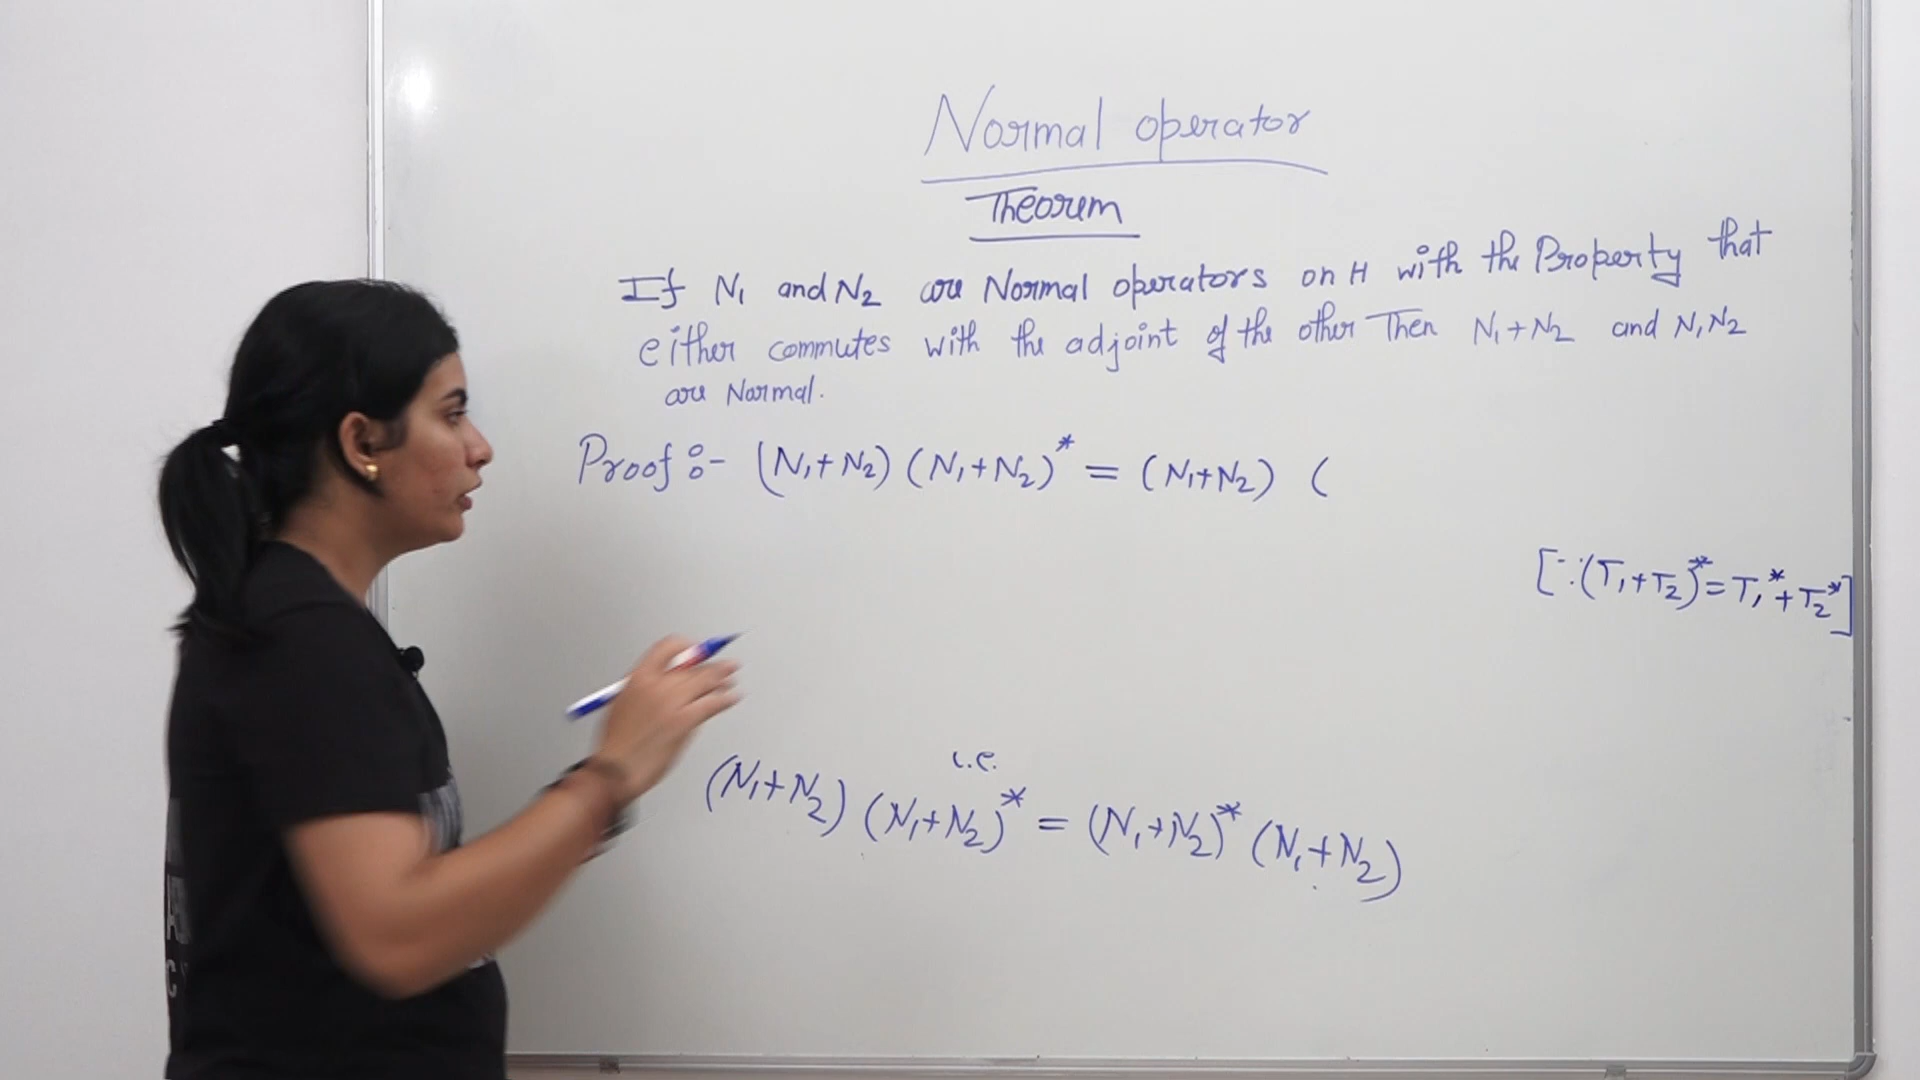 Normal operator
Theorem
If N₁ and N₂ are Normal operators on H with the Property that
either commutes with the adjoint of the other Then N₁+N₂ and N₁N₂
are Normal.
Proof :- (N₁+N₂) (N₁+N₂)* = (N₁+N₂) (
[∵(T₁+T₂)*=T₁*+T₂*]
i.e.
(N₁+N₂) (N₁+N₂)* = (N₁+N₂)* (N₁+N₂)